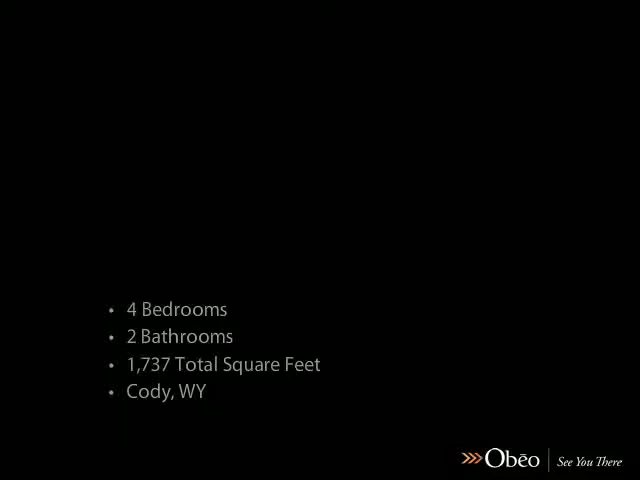 • 4 Bedrooms
• 2 Bathrooms
• 1,737 Total Square Feet
• Cody, WY
Obēo | See You There